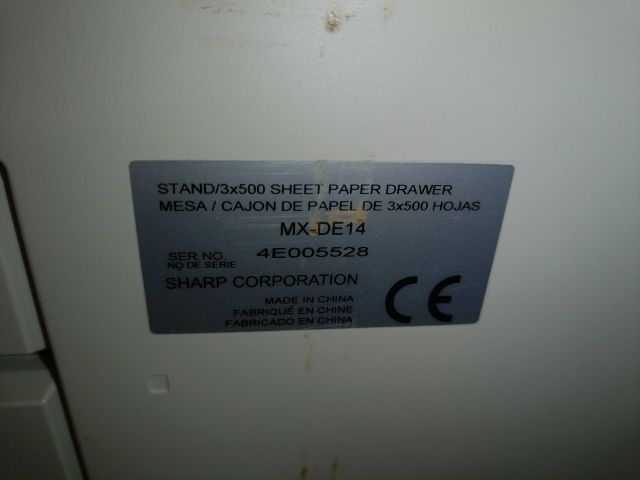 STAND/3x500 SHEET PAPER DRAWER
MESA / CAJON DE PAPEL DE 3x500 HOJAS
MX-DE14
SER.NO. 4E005528
NO DE SERIE
SHARP CORPORATION
MADE IN CHINA
FABRIQUÉ EN CHINE
FABRICADO EN CHINA
CE